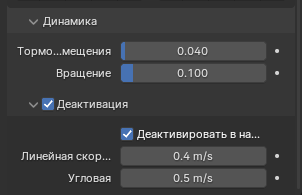 Динамика
Тормо...мещения 0.040
Вращение 0.100
Деактивация
Деактивировать в на...
Линейная скор... 0.4 m/s
Угловая 0.5 m/s